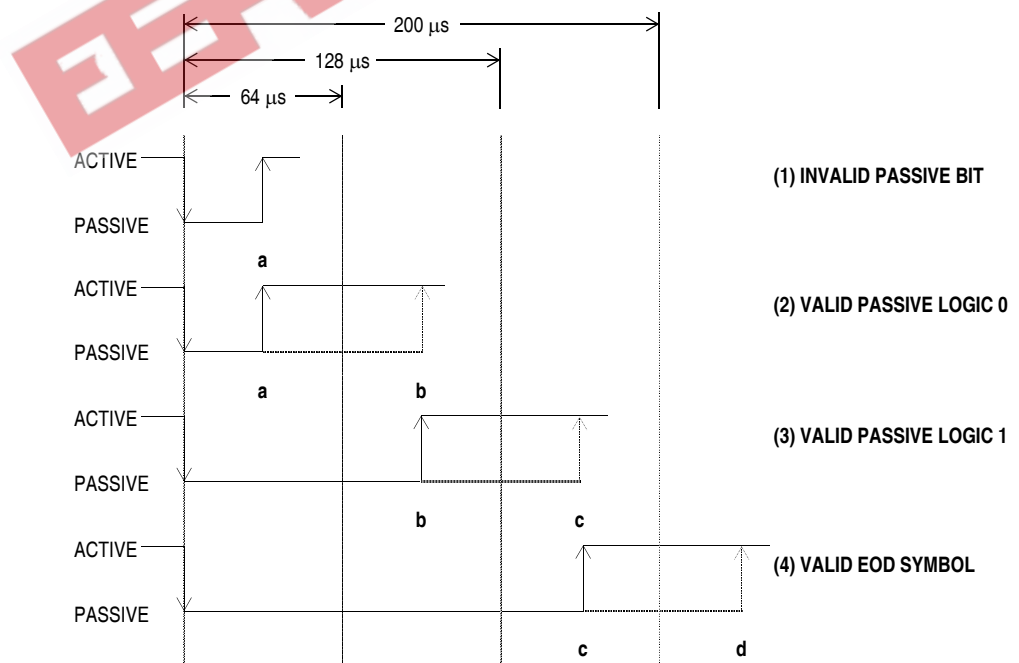 200 μs
128 μs
64 μs
ACTIVE
(1) INVALID PASSIVE BIT
PASSIVE
a
ACTIVE
(2) VALID PASSIVE LOGIC 0
PASSIVE
a b
ACTIVE
(3) VALID PASSIVE LOGIC 1
PASSIVE
b c
ACTIVE
(4) VALID EOD SYMBOL
PASSIVE
c d